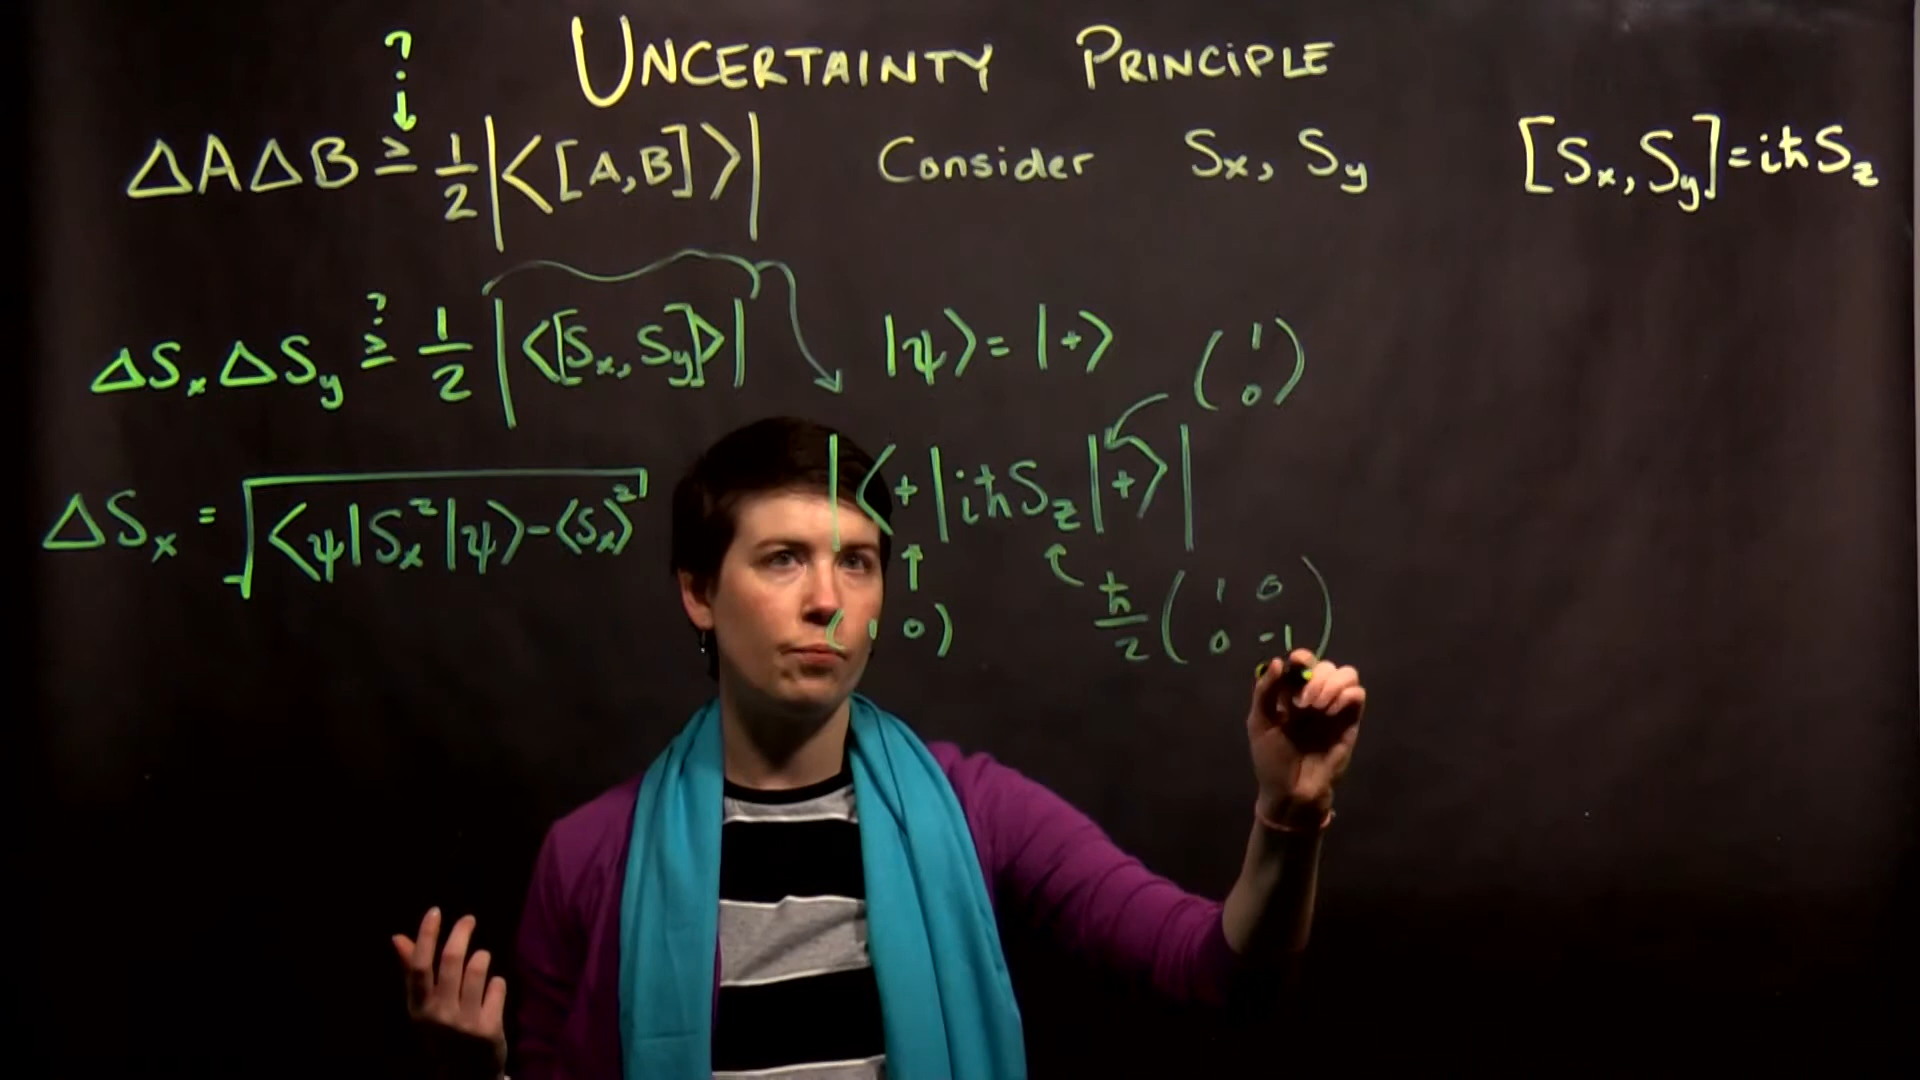 UNCERTAINTY PRINCIPLE
?
ΔAΔB ≥ 1/2 |<[A,B]>| Consider Sx, Sy [Sx, Sy] = iħSz
?
ΔSxΔSy ≥ 1/2 |<[Sx, Sy]>| |ψ> = |+> (1 0)
|<+|iħSz|+>|
ΔSx = √(<ψ|Sx²|ψ> - <Sx>²)
(1 0) ħ/2 (1 0
0 -1)